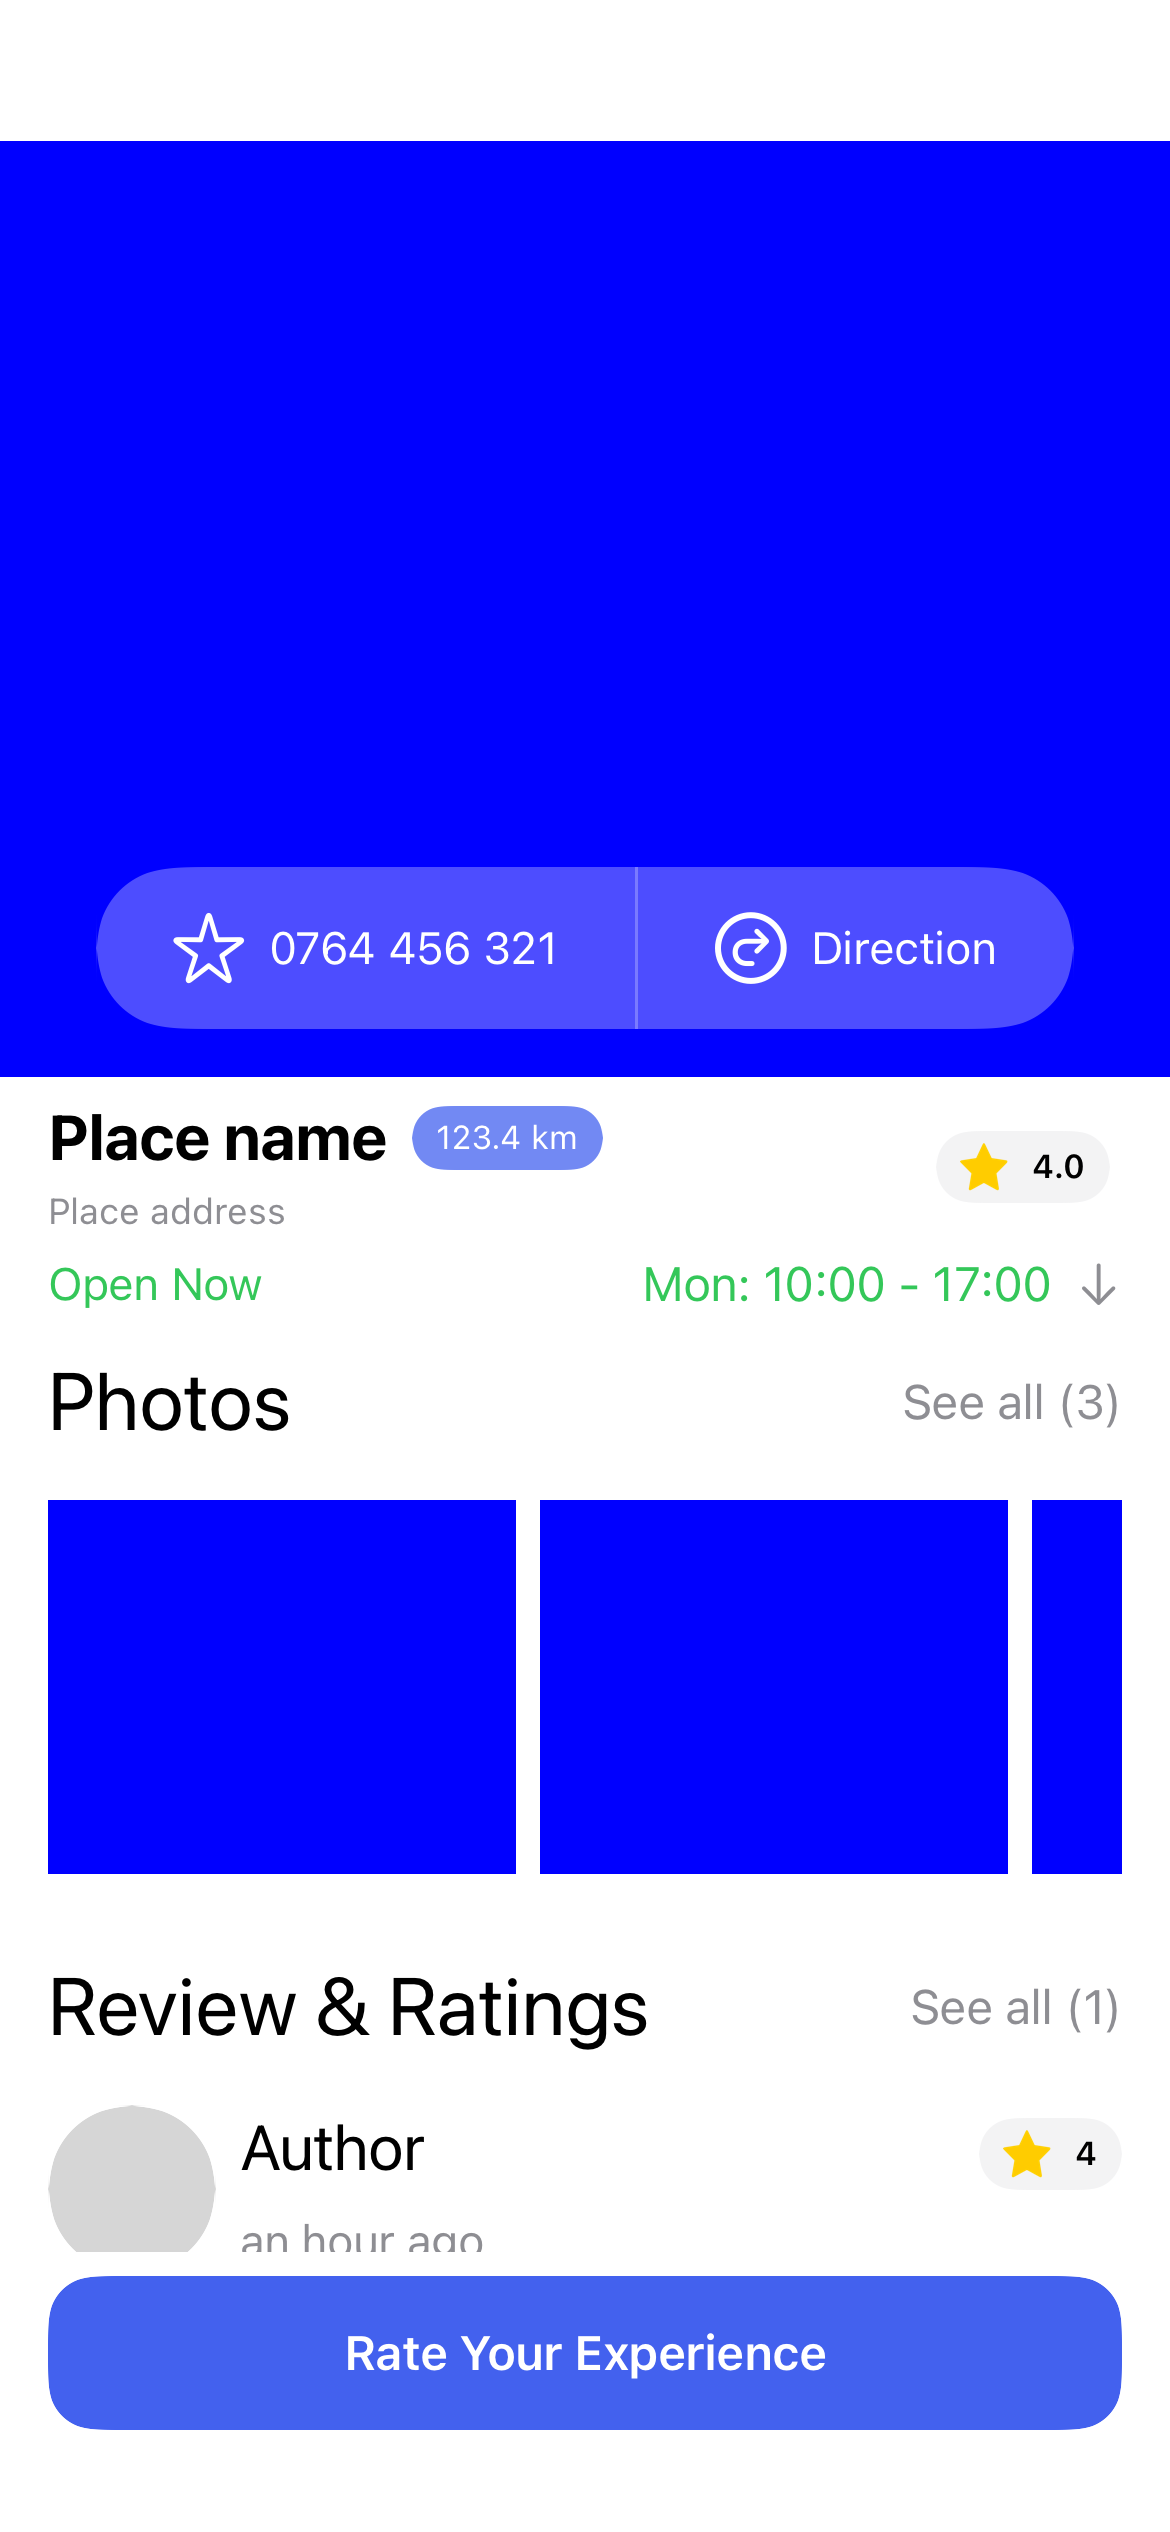 0764 456 321
Direction
Place name
123.4 km
4.0
Place address
Open Now
Mon: 10:00 - 17:00
Photos
See all (3)
Review & Ratings
See all (1)
Author
4
an hour ago
Rate Your Experience